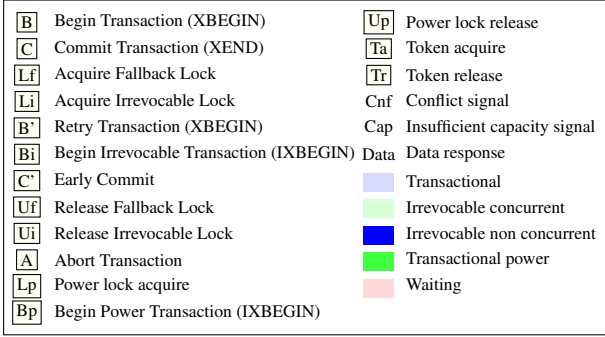 B Begin Transaction (XBEGIN)
C Commit Transaction (XEND)
Lf Acquire Fallback Lock
Li Acquire Irrevocable Lock
B' Retry Transaction (XBEGIN)
Bi Begin Irrevocable Transaction (IXBEGIN)
C' Early Commit
Uf Release Fallback Lock
Ui Release Irrevocable Lock
A Abort Transaction
Lp Power lock acquire
Bp Begin Power Transaction (IXBEGIN)
Up Power lock release
Ta Token acquire
Tr Token release
Cnf Conflict signal
Cap Insufficient capacity signal
Data Data response
Transactional
Irrevocable concurrent
Irrevocable non concurrent
Transactional power
Waiting